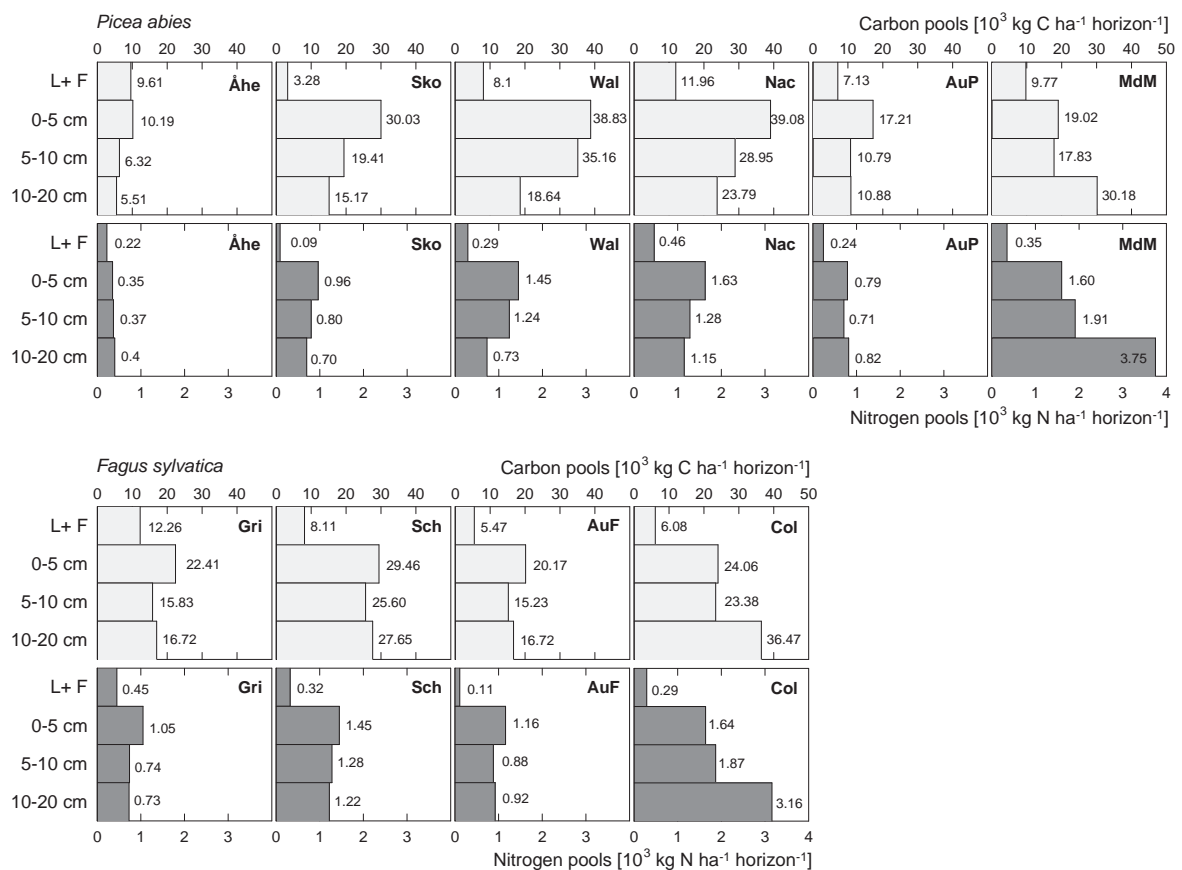 Picea abies Carbon pools [10³ kg C ha⁻¹ horizon⁻¹]
0 10 20 30 40 0 10 20 30 40 0 10 20 30 40 0 10 20 30 40 0 10 20 30 40 0 10 20 30 40 50
L+ F 9.61 Åhe 3.28 Sko 8.1 Wal 11.96 Nac 7.13 AuP 9.77 MdM
0-5 cm 10.19 30.03 38.83 39.08 17.21 19.02
5-10 cm 6.32 19.41 35.16 28.95 10.79 17.83
10-20 cm 5.51 15.17 18.64 23.79 10.88 30.18
L+ F 0.22 Åhe 0.09 Sko 0.29 Wal 0.46 Nac 0.24 AuP 0.35 MdM
0-5 cm 0.35 0.96 1.45 1.63 0.79 1.60
5-10 cm 0.37 0.80 1.24 1.28 0.71 1.91
10-20 cm 0.4 0.70 0.73 1.15 0.82 3.75
0 1 2 3 0 1 2 3 0 1 2 3 0 1 2 3 0 1 2 3 0 1 2 3 4
Nitrogen pools [10³ kg N ha⁻¹ horizon⁻¹]
Fagus sylvatica Carbon pools [10³ kg C ha⁻¹ horizon⁻¹]
0 10 20 30 40 0 10 20 30 40 0 10 20 30 40 0 10 20 30 40 50
L+ F 12.26 Gri 8.11 Sch 5.47 AuF 6.08 Col
0-5 cm 22.41 29.46 20.17 24.06
5-10 cm 15.83 25.60 15.23 23.38
10-20 cm 16.72 27.65 16.72 36.47
L+ F 0.45 Gri 0.32 Sch 0.11 AuF 0.29 Col
0-5 cm 1.05 1.45 1.16 1.64
5-10 cm 0.74 1.28 0.88 1.87
10-20 cm 0.73 1.22 0.92 3.16
0 1 2 3 0 1 2 3 0 1 2 3 0 1 2 3 4
Nitrogen pools [10³ kg N ha⁻¹ horizon⁻¹]